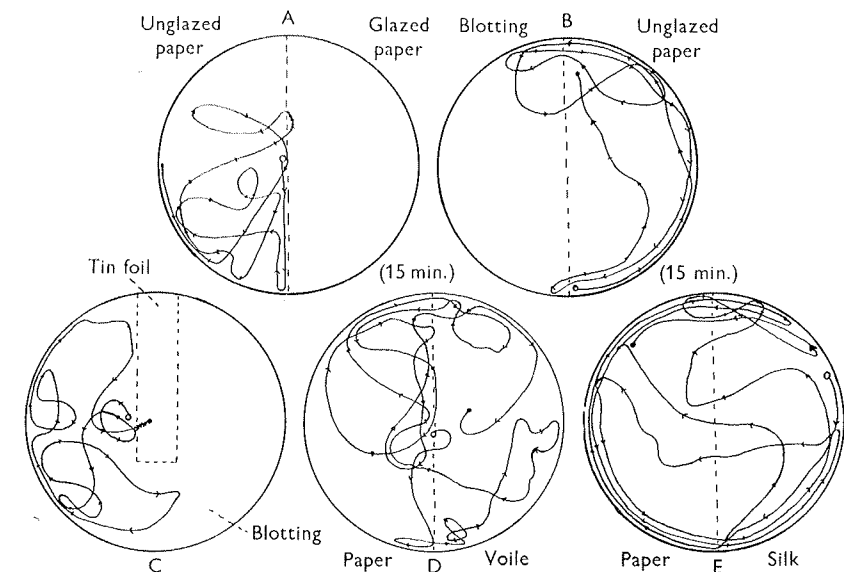 A
Unglazed
paper
Glazed
paper
B
Blotting
Unglazed
paper
Tin foil
(15 min.)
(15 min.)
Blotting
C
Paper
D
Voile
Paper
E
Silk